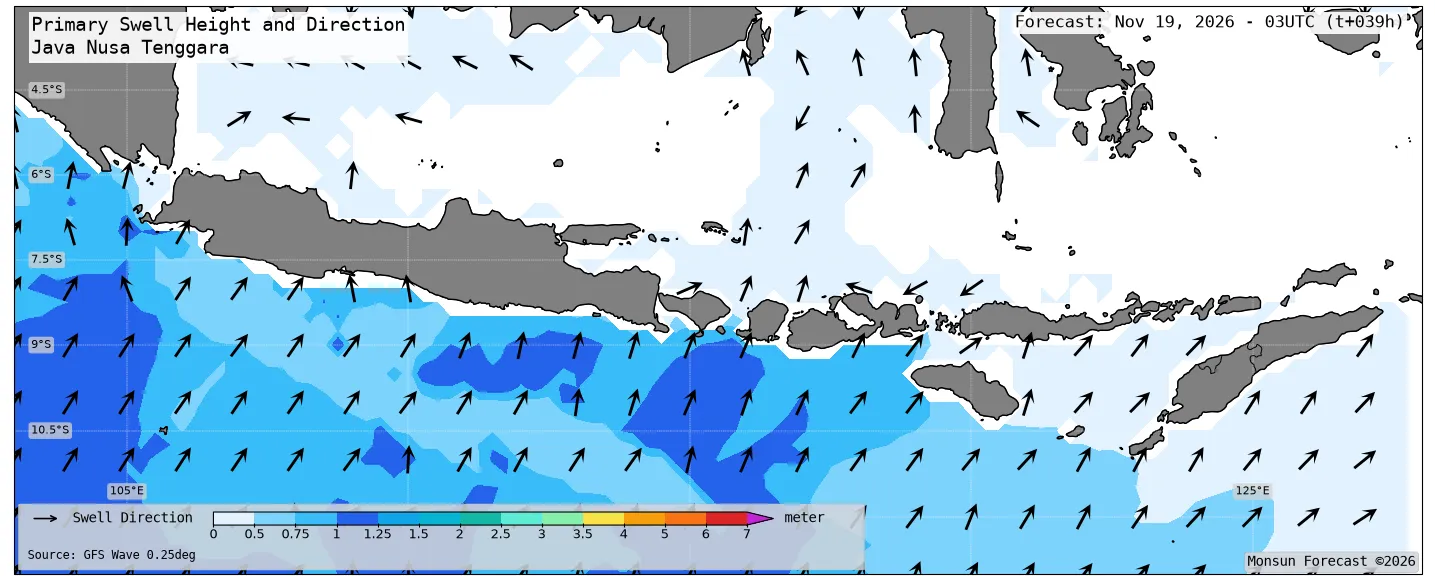 Primary Swell Height and Direction
Java Nusa Tenggara
Forecast: Nov 19, 2026 - 03UTC (t+039h)
4.5°S
6°S
7.5°S
9°S
10.5°S
105°E
125°E
Swell Direction
0 0.5 0.75 1 1.25 1.5 2 2.5 3 3.5 4 5 6 7
meter
Source: GFS Wave 0.25deg
Monsun Forecast ©2026